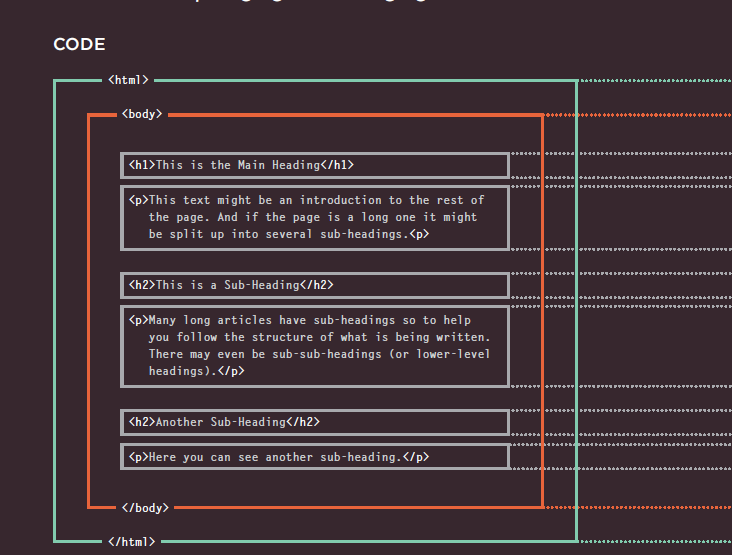 CODE
<html>
<body>
<h1>This is the Main Heading</h1>
<p>This text might be an introduction to the rest of
the page. And if the page is a long one it might
be split up into several sub-headings.<p>
<h2>This is a Sub-Heading</h2>
<p>Many long articles have sub-headings so to help
you follow the structure of what is being written.
There may even be sub-sub-headings (or lower-level
headings).</p>
<h2>Another Sub-Heading</h2>
<p>Here you can see another sub-heading.</p>
</body>
</html>